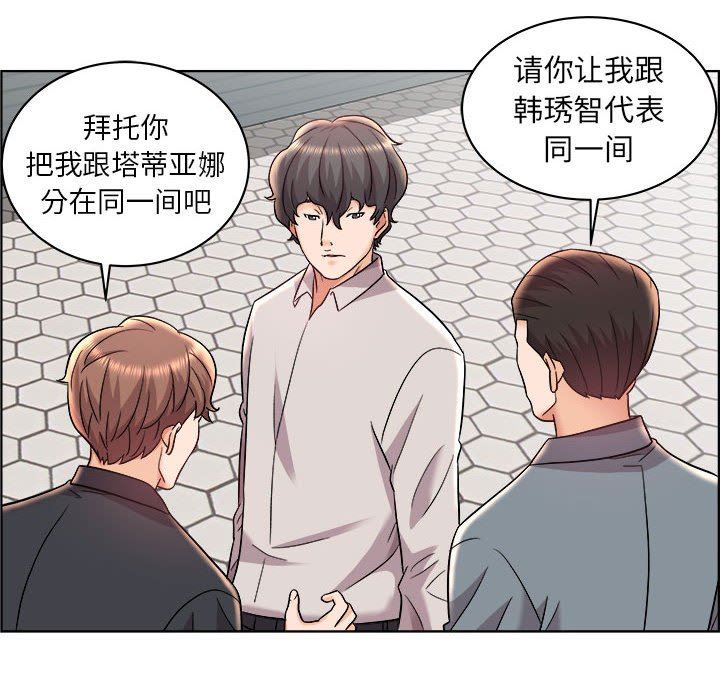 拜托你
把我跟塔蒂亚娜
分在同一间吧
请你让我跟
韩琇智代表
同一间